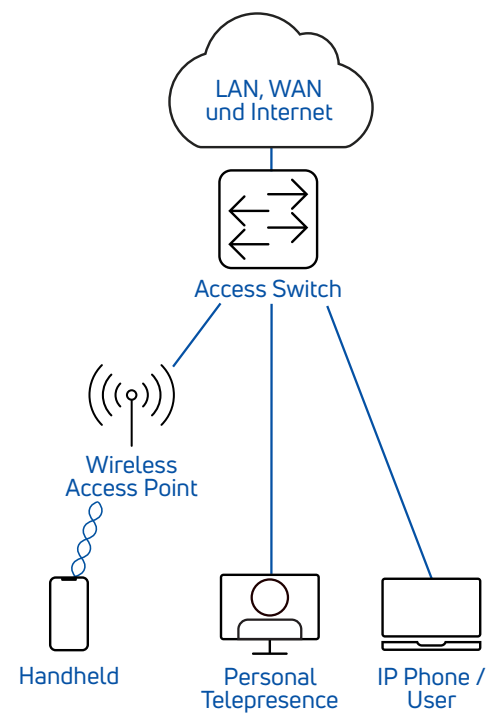 LAN, WAN
und Internet
Access Switch
Wireless
Access Point
Handheld
Personal
Telepresence
IP Phone /
User